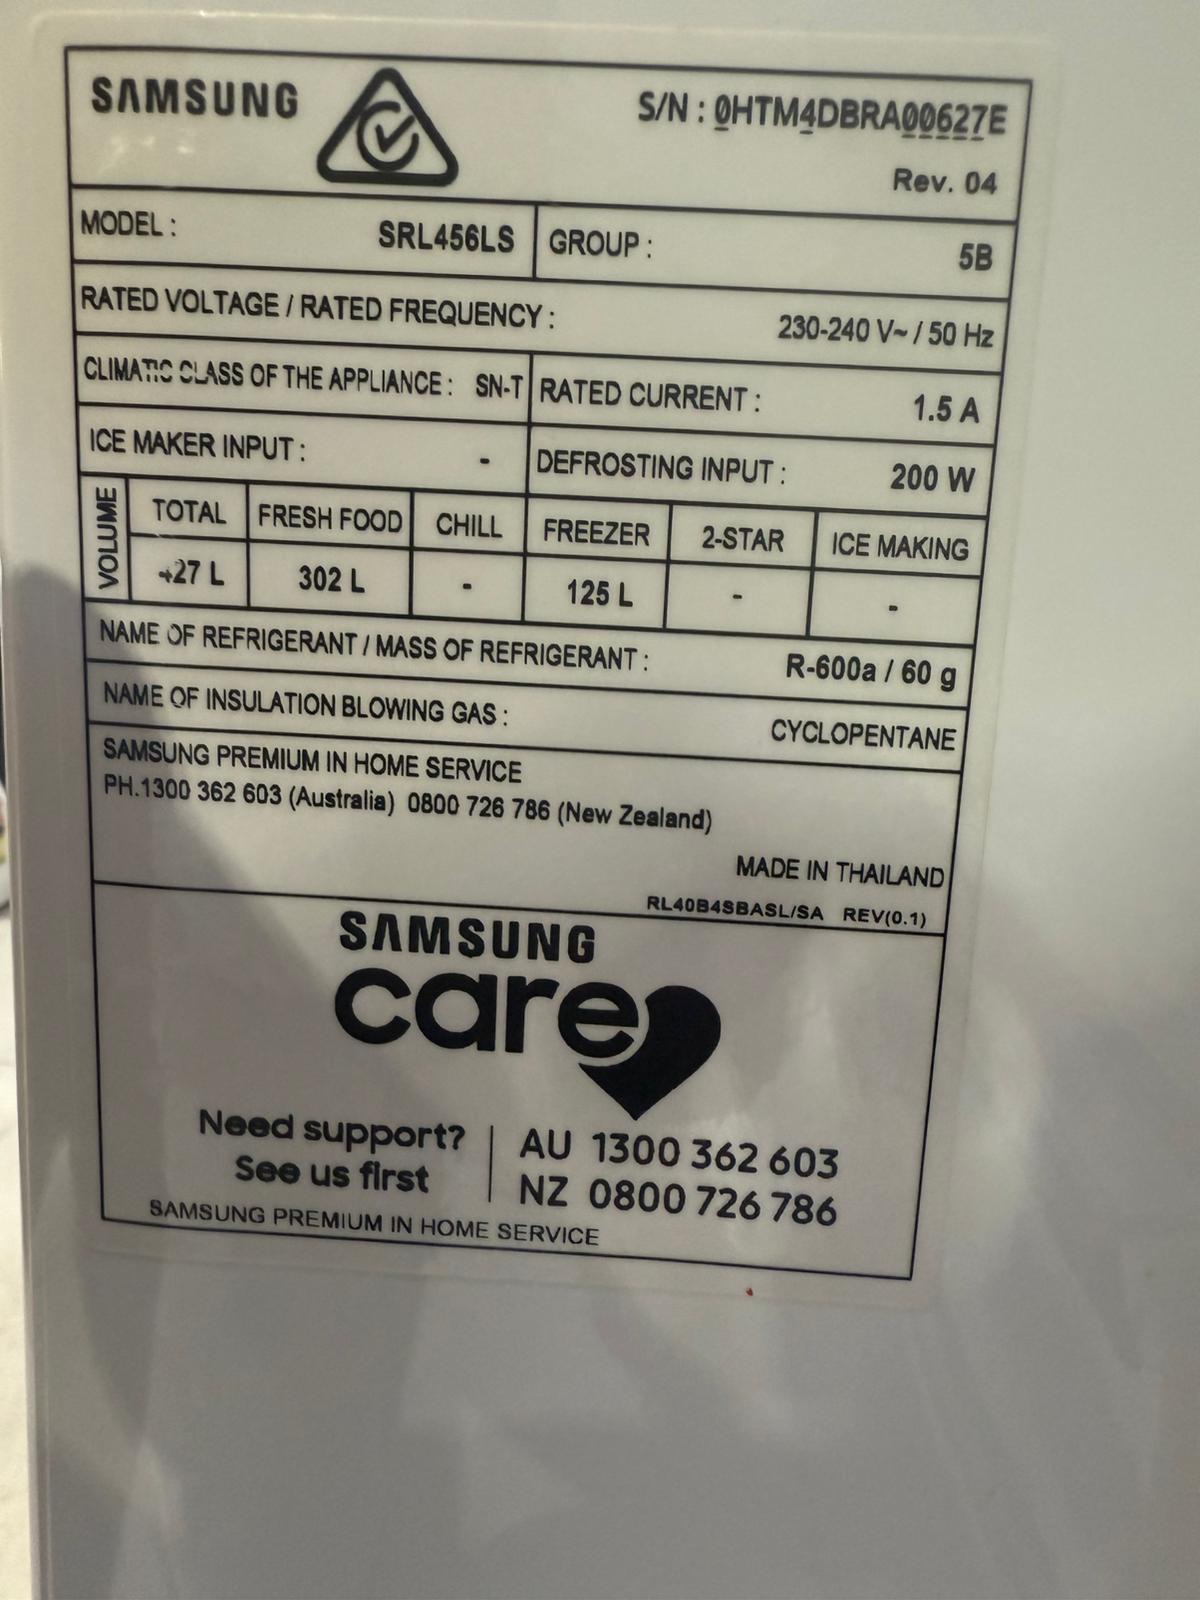 SAMSUNG
S/N : 0HTM4DBRA00627E
Rev. 04
MODEL : SRL456LS GROUP : 5B
RATED VOLTAGE / RATED FREQUENCY : 230-240 V~ / 50 Hz
CLIMATIC CLASS OF THE APPLIANCE : SN-T RATED CURRENT : 1.5 A
ICE MAKER INPUT : - DEFROSTING INPUT : 200 W
VOLUME
TOTAL FRESH FOOD CHILL FREEZER 2-STAR ICE MAKING
427 L 302 L - 125 L - -
NAME OF REFRIGERANT / MASS OF REFRIGERANT : R-600a / 60 g
NAME OF INSULATION BLOWING GAS : CYCLOPENTANE
SAMSUNG PREMIUM IN HOME SERVICE
PH.1300 362 603 (Australia) 0800 726 786 (New Zealand)
MADE IN THAILAND
RL40B4SBASL/SA REV(0.1)
SAMSUNG
care
Need support?
See us first
AU 1300 362 603
NZ 0800 726 786
SAMSUNG PREMIUM IN HOME SERVICE